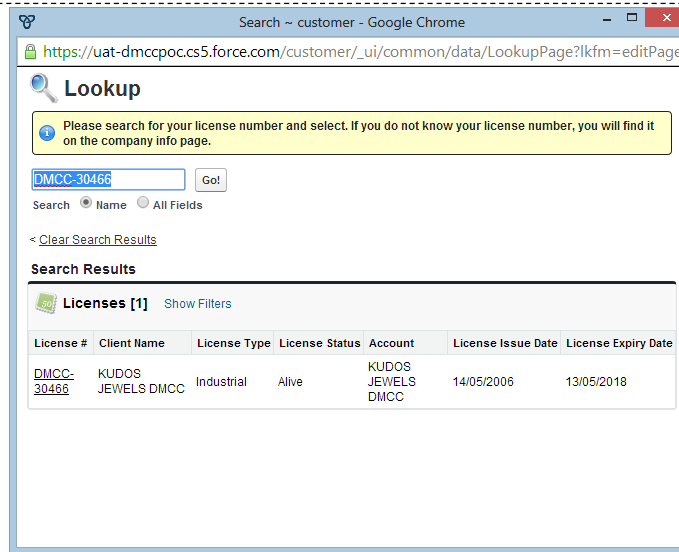 Search ~ customer - Google Chrome
https://uat-dmccpoc.cs5.force.com/customer/_ui/common/data/LookupPage?lkfm=editPage
Lookup
Please search for your license number and select. If you do not know your license number, you will find it
on the company info page.
DMCC-30466 Go!
Search Name All Fields
< Clear Search Results
Search Results
50 Licenses [1] Show Filters
License # Client Name License Type License Status Account License Issue Date License Expiry Date
DMCC-30466 KUDOS JEWELS DMCC Industrial Alive KUDOS JEWELS DMCC 14/05/2006 13/05/2018